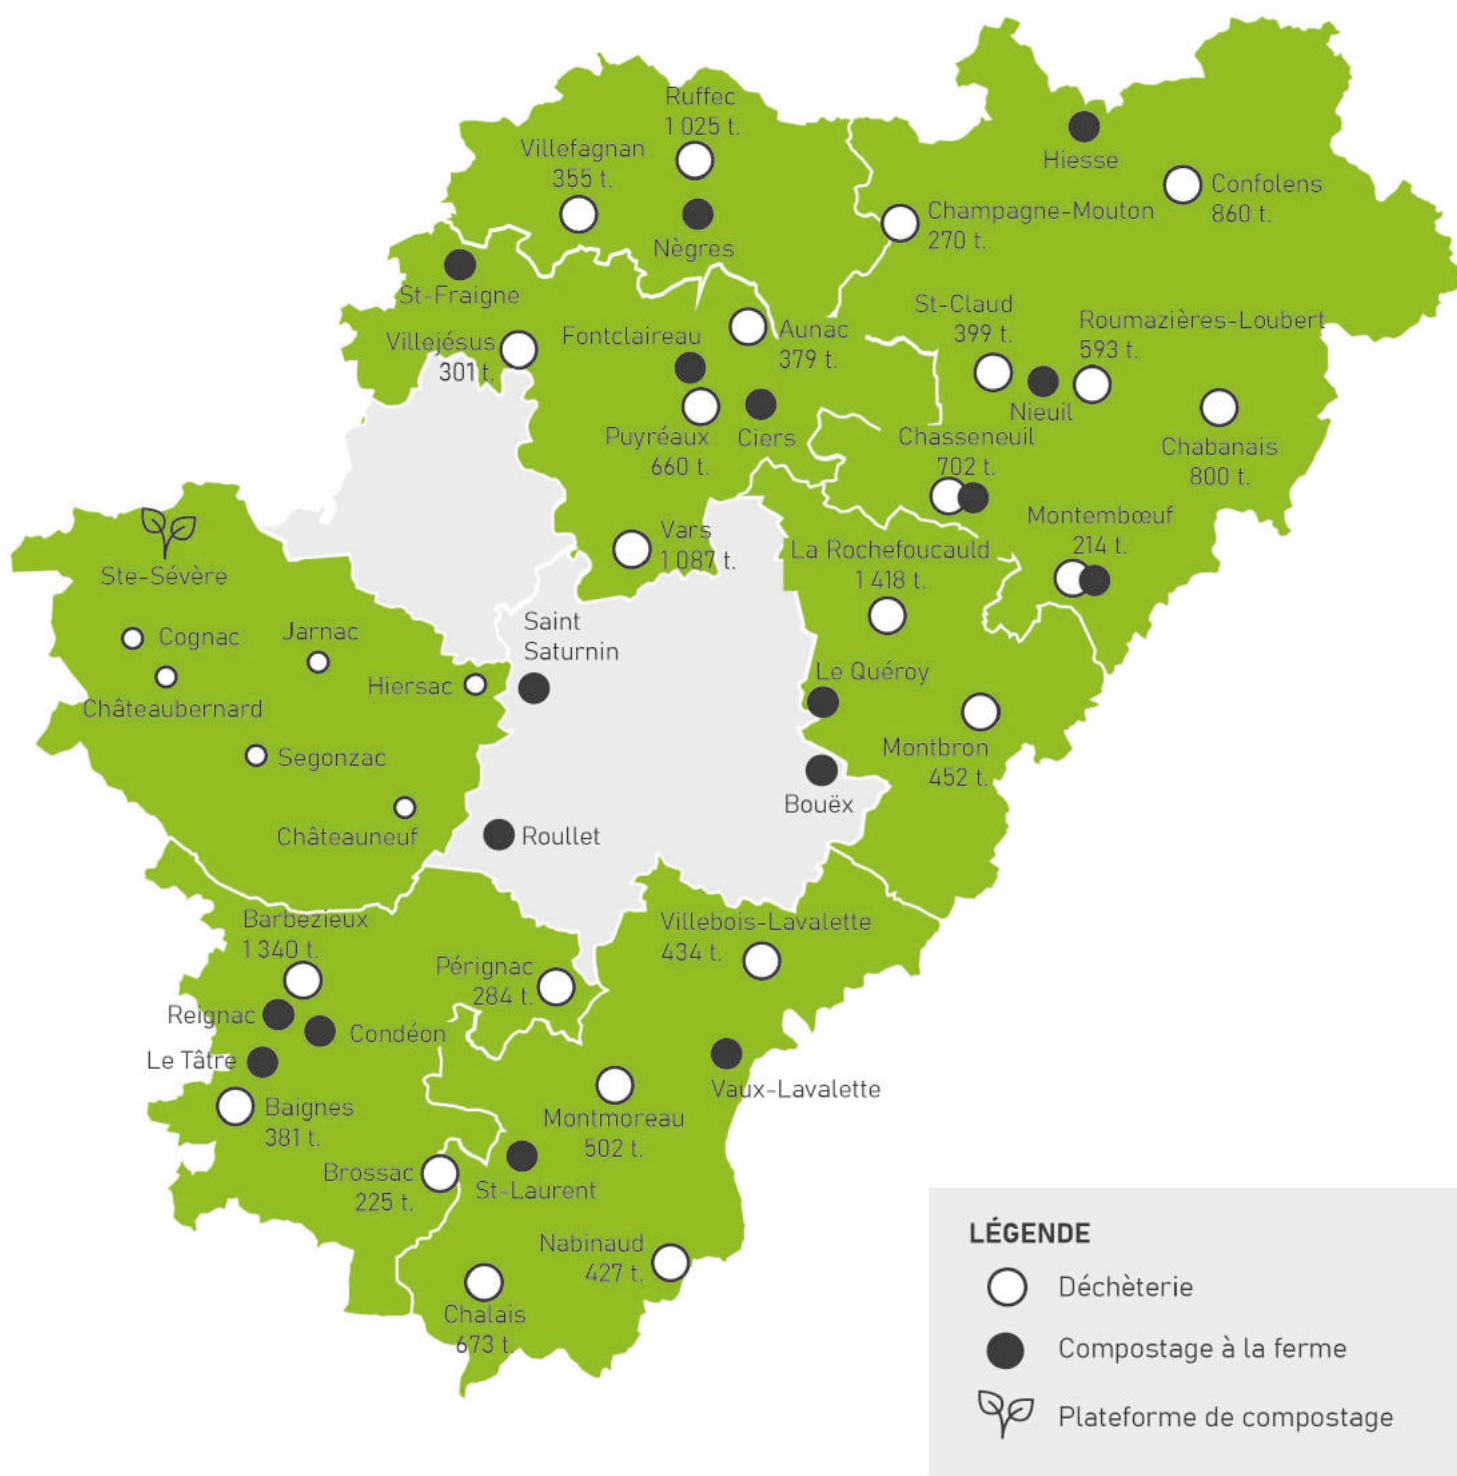 Ruffec
1 025 t.
Villefagnan
355 t.
Hiesse
Confolens
860 t.
Champagne-Mouton
270 t.
Nègres
St-Fraigne
Villejésus
301 t.
Fontclaireau
Aunac
379 t.
St-Claud
399 t.
Roumazières-Loubert
593 t.
Nieuil
Puyréaux
660 t.
Ciers
Chasseneuil
702 t.
Chabanais
800 t.
Montembœuf
214 t.
Vars
1 087 t.
La Rochefoucauld
1 418 t.
Ste-Sévère
Cognac
Jarnac
Châteaubernard
Hiersac
Saint
Saturnin
Le Quéroy
Montbron
452 t.
Segonzac
Châteauneuf
Roullet
Bouëx
Barbezieux
1 340 t.
Pérignac
284 t.
Villebois-Lavalette
434 t.
Reignac
Condéon
Le Tâtre
Baignes
381 t.
Vaux-Lavalette
Montmoreau
502 t.
Brossac
225 t.
St-Laurent
Nabinaud
427 t.
Chalais
673 t.
LÉGENDE
Déchèterie
Compostage à la ferme
Plateforme de compostage